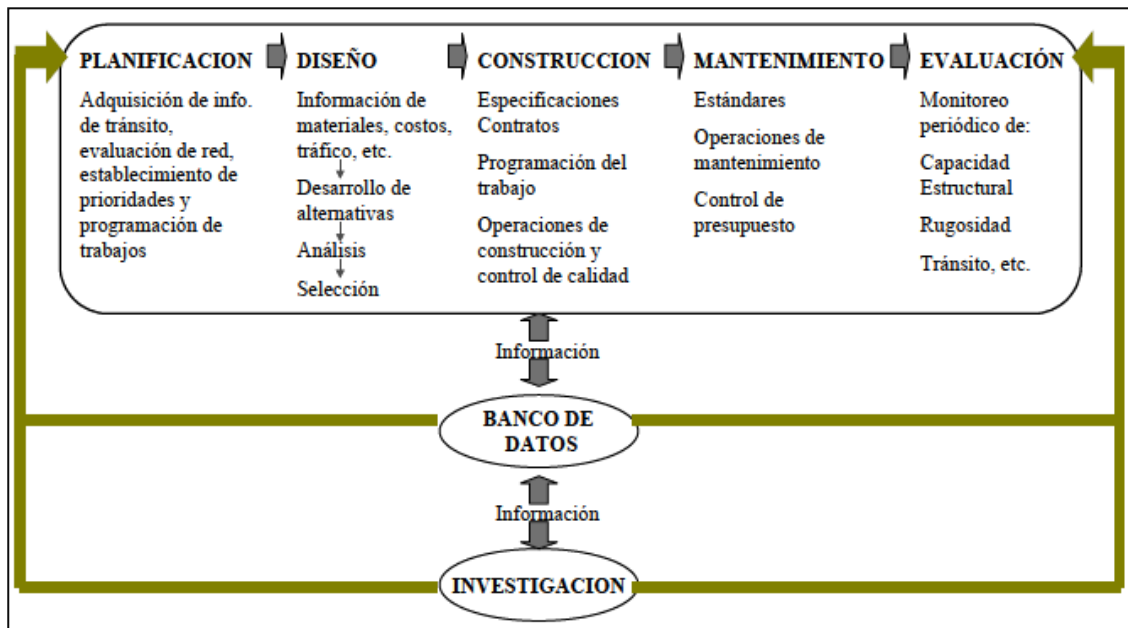 PLANIFICACION
Adquisición de info.
de tránsito,
evaluación de red,
establecimiento de
prioridades y
programación de
trabajos
DISEÑO
Información de
materiales, costos,
tráfico, etc.
Desarrollo de
alternativas
Análisis
Selección
CONSTRUCCION
Especificaciones
Contratos
Programación del
trabajo
Operaciones de
construcción y
control de calidad
MANTENIMIENTO
Estándares
Operaciones de
mantenimiento
Control de
presupuesto
EVALUACIÓN
Monitoreo
periódico de:
Capacidad
Estructural
Rugosidad
Tránsito, etc.
Información
BANCO DE
DATOS
Información
INVESTIGACION